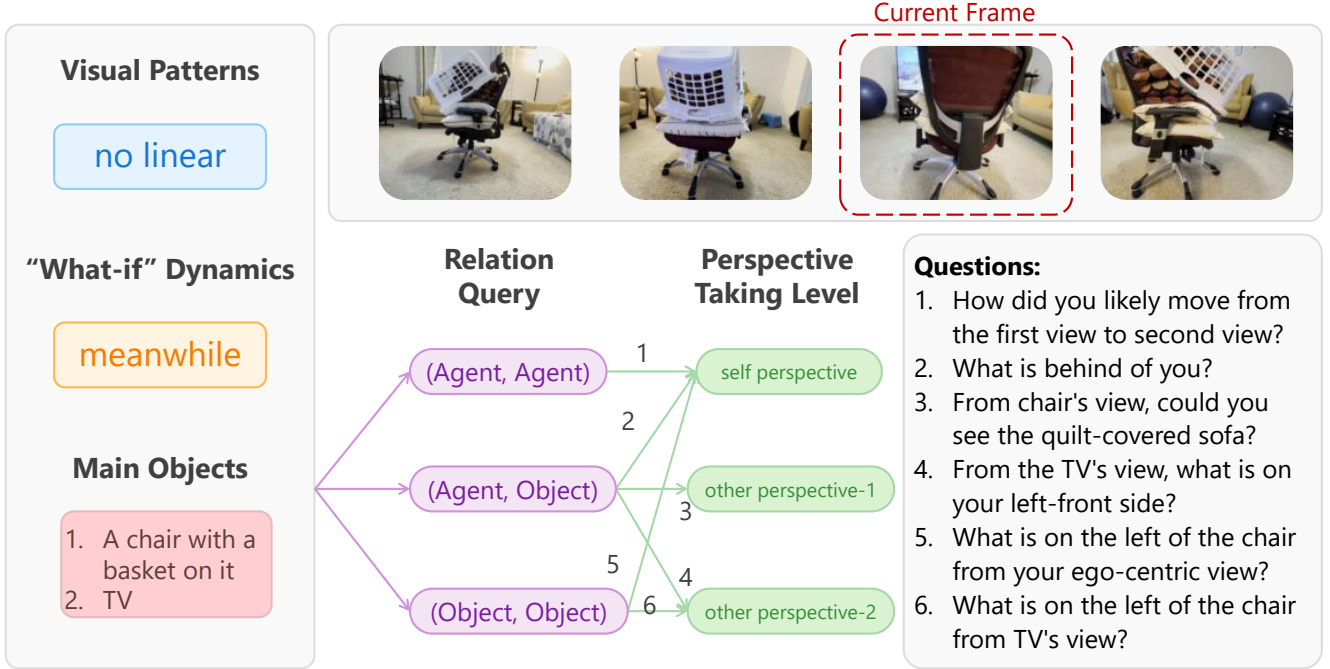 Current Frame
Visual Patterns
no linear
“What-if” Dynamics
meanwhile
Main Objects
1. A chair with a
basket on it
2. TV
Relation
Query
Perspective
Taking Level
(Agent, Agent)
1
self perspective
2
(Agent, Object)
other perspective-1
3
5
4
(Object, Object)
6
other perspective-2
Questions:
1. How did you likely move from
the first view to second view?
2. What is behind of you?
3. From chair's view, could you
see the quilt-covered sofa?
4. From the TV's view, what is on
your left-front side?
5. What is on the left of the chair
from your ego-centric view?
6. What is on the left of the chair
from TV's view?